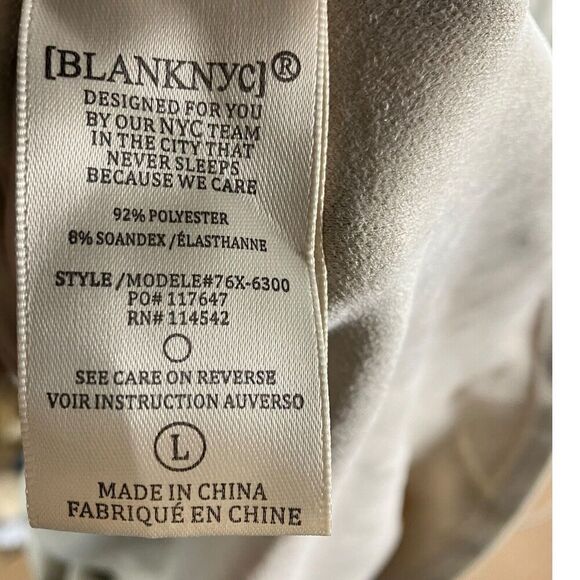 [BLANKNYC]®
DESIGNED FOR YOU
BY OUR NYC TEAM
IN THE CITY THAT
NEVER SLEEPS
BECAUSE WE CARE
92% POLYESTER
8% SOANDEX/ÉLASTHANNE
STYLE/MODELE#76X-6300
PO# 117647
RN# 114542
SEE CARE ON REVERSE
VOIR INSTRUCTION AUVERSO
L
MADE IN CHINA
FABRIQUÉ EN CHINE